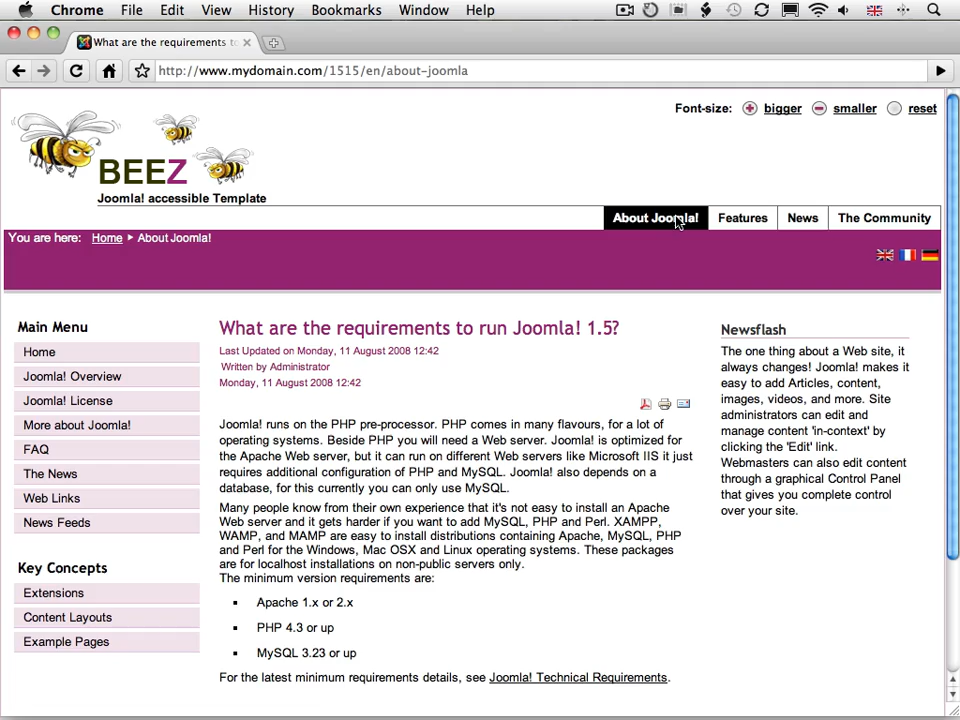 Chrome File Edit View History Bookmarks Window Help
What are the requirements to
http://www.mydomain.com/1515/en/about-joomla
Font-size: bigger smaller reset
BEEZ
Joomla! accessible Template
About Joomla! Features News The Community
You are here: Home About Joomla!
Main Menu
Home
Joomla! Overview
Joomla! License
More about Joomla!
FAQ
The News
Web Links
News Feeds
Key Concepts
Extensions
Content Layouts
Example Pages
What are the requirements to run Joomla! 1.5?
Last Updated on Monday, 11 August 2008 12:42
Written by Administrator
Monday, 11 August 2008 12:42
Joomla! runs on the PHP pre-processor. PHP comes in many flavours, for a lot of
operating systems. Beside PHP you will need a Web server. Joomla! is optimized for
the Apache Web server, but it can run on different Web servers like Microsoft IIS it just
requires additional configuration of PHP and MySQL. Joomla! also depends on a
database, for this currently you can only use MySQL.
Many people know from their own experience that it's not easy to install an Apache
Web server and it gets harder if you want to add MySQL, PHP and Perl. XAMPP,
WAMP, and MAMP are easy to install distributions containing Apache, MySQL, PHP
and Perl for the Windows, Mac OSX and Linux operating systems. These packages
are for localhost installations on non-public servers only.
The minimum version requirements are:
Apache 1.x or 2.x
PHP 4.3 or up
MySQL 3.23 or up
For the latest minimum requirements details, see Joomla! Technical Requirements.
Newsflash
The one thing about a Web site, it
always changes! Joomla! makes it
easy to add Articles, content,
images, videos, and more. Site
administrators can edit and
manage content 'in-context' by
clicking the 'Edit' link.
Webmasters can also edit content
through a graphical Control Panel
that gives you complete control
over your site.